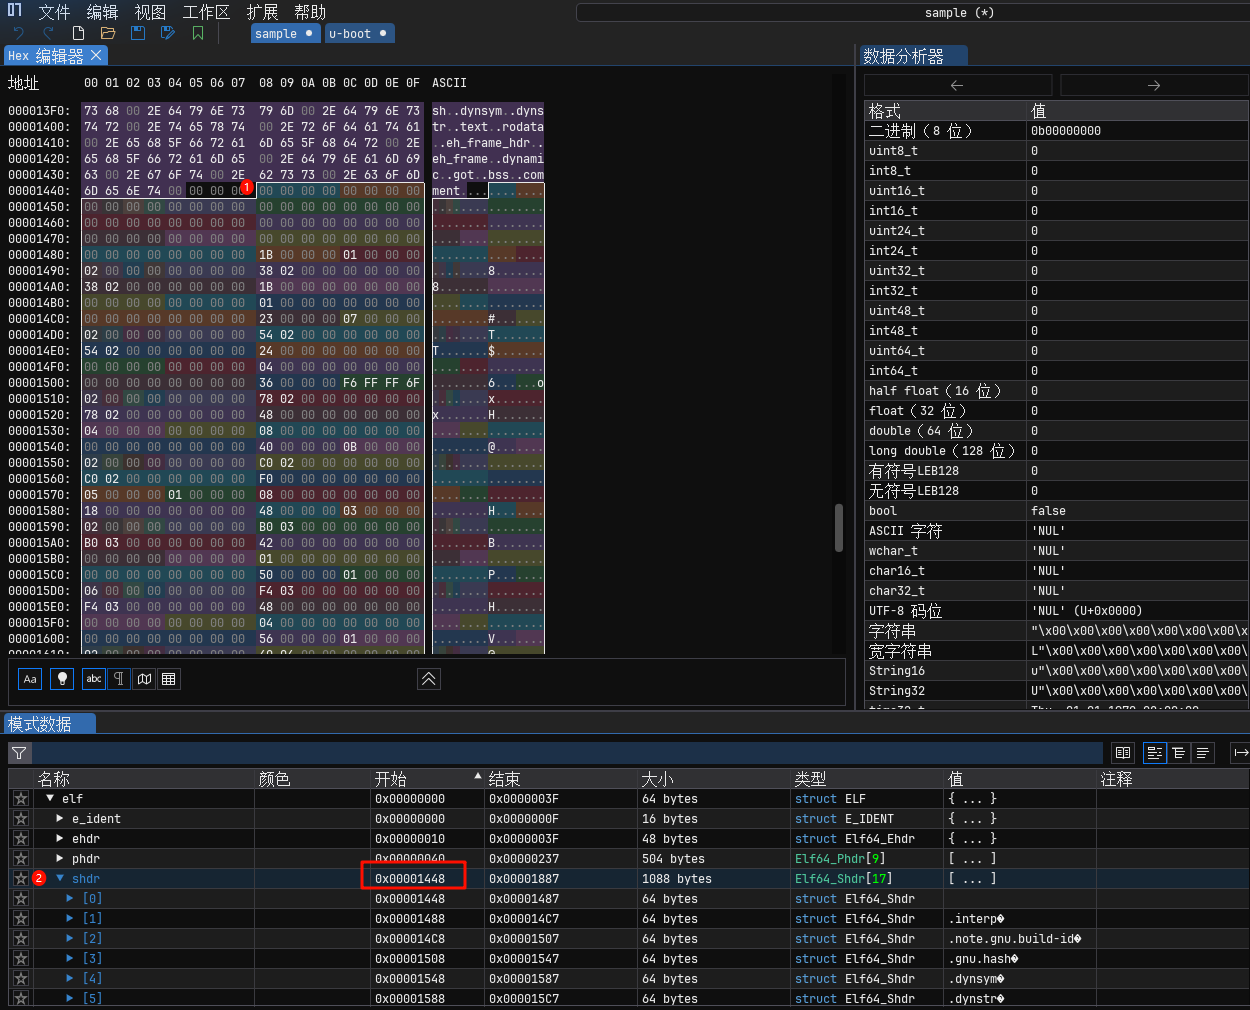 文件 编辑 视图 工作区 扩展 帮助
sample (*)
sample
u-boot
Hex 编辑器
地址 00 01 02 03 04 05 06 07 08 09 0A 0B 0C 0D 0E 0F ASCII
000013F0: 73 68 00 2E 64 79 6E 73 79 6D 00 2E 64 79 6E 73 sh..dynsym..dyns
00001400: 74 72 00 2E 74 65 78 74 00 2E 72 6F 64 61 74 61 tr..text..rodata
00001410: 00 2E 65 68 5F 66 72 61 6D 65 5F 68 64 72 00 2E ..eh_frame_hdr..
00001420: 65 68 5F 66 72 61 6D 65 00 2E 64 79 6E 61 6D 69 eh_frame..dynami
00001430: 63 00 2E 67 6F 74 00 2E 62 73 73 00 2E 63 6F 6D c..got..bss..com
00001440: 6D 65 6E 74 00 00 00 00 00 00 00 00 00 00 00 00 ment............
1
00001450: 00 00 00 00 00 00 00 00 00 00 00 00 00 00 00 00 ................
00001460: 00 00 00 00 00 00 00 00 00 00 00 00 00 00 00 00 ................
00001470: 00 00 00 00 00 00 00 00 00 00 00 00 00 00 00 00 ................
00001480: 00 00 00 00 00 00 00 00 1B 00 00 00 01 00 00 00 ................
00001490: 02 00 00 00 00 00 00 00 38 02 00 00 00 00 00 00 ........8.......
000014A0: 38 02 00 00 00 00 00 00 1B 00 00 00 00 00 00 00 8...............
000014B0: 00 00 00 00 00 00 00 00 01 00 00 00 00 00 00 00 ................
000014C0: 00 00 00 00 00 00 00 00 23 00 00 00 07 00 00 00 ........#.......
000014D0: 02 00 00 00 00 00 00 00 54 02 00 00 00 00 00 00 ........T.......
000014E0: 54 02 00 00 00 00 00 00 24 00 00 00 00 00 00 00 T.......$.......
000014F0: 00 00 00 00 00 00 00 00 04 00 00 00 00 00 00 00 ................
00001500: 00 00 00 00 00 00 00 00 36 00 00 00 F6 FF FF 6F ........6......o
00001510: 02 00 00 00 00 00 00 00 78 02 00 00 00 00 00 00 ........x.......
00001520: 78 02 00 00 00 00 00 00 48 00 00 00 00 00 00 00 x.......H.......
00001530: 04 00 00 00 00 00 00 00 08 00 00 00 00 00 00 00 ................
00001540: 00 00 00 00 00 00 00 00 40 00 00 00 0B 00 00 00 ........@.......
00001550: 02 00 00 00 00 00 00 00 C0 02 00 00 00 00 00 00 ................
00001560: C0 02 00 00 00 00 00 00 F0 00 00 00 00 00 00 00 ................
00001570: 05 00 00 00 01 00 00 00 08 00 00 00 00 00 00 00 ................
00001580: 18 00 00 00 00 00 00 00 48 00 00 00 03 00 00 00 ........H.......
00001590: 02 00 00 00 00 00 00 00 B0 03 00 00 00 00 00 00 ................
000015A0: B0 03 00 00 00 00 00 00 42 00 00 00 00 00 00 00 ........B.......
000015B0: 00 00 00 00 00 00 00 00 01 00 00 00 00 00 00 00 ................
000015C0: 00 00 00 00 00 00 00 00 50 00 00 00 01 00 00 00 ........P.......
000015D0: 06 00 00 00 00 00 00 00 F4 03 00 00 00 00 00 00 ................
000015E0: F4 03 00 00 00 00 00 00 48 00 00 00 00 00 00 00 ........H.......
000015F0: 00 00 00 00 00 00 00 00 04 00 00 00 00 00 00 00 ................
00001600: 00 00 00 00 00 00 00 00 56 00 00 00 01 00 00 00 ........V.......
Aa abc
数据分析器
格式 值
二进制（8 位） 0b00000000
uint8_t 0
int8_t 0
uint16_t 0
int16_t 0
uint24_t 0
int24_t 0
uint32_t 0
int32_t 0
uint48_t 0
int48_t 0
uint64_t 0
int64_t 0
half float（16 位） 0
float（32 位） 0
double（64 位） 0
long double（128 位） 0
有符号LEB128 0
无符号LEB128 0
bool false
ASCII 字符 'NUL'
wchar_t 'NUL'
char16_t 'NUL'
char32_t 'NUL'
UTF-8 码位 'NUL' (U+0x0000)
字符串 "\x00\x00\x00\x00\x00\x00\x00\x
宽字符串 L"\x00\x00\x00\x00\x00\x00\x00\
String16 u"\x00\x00\x00\x00\x00\x00\x00\
String32 U"\x00\x00\x00\x00\x00\x00\x00\
模式数据
名称 颜色 开始 结束 大小 类型 值 注释
elf 0x00000000 0x0000003F 64 bytes struct ELF { ... }
e_ident 0x00000000 0x0000000F 16 bytes struct E_IDENT { ... }
ehdr 0x00000010 0x0000003F 48 bytes struct Elf64_Ehdr { ... }
phdr 0x00000040 0x00000237 504 bytes Elf64_Phdr[9] [ ... ]
2 shdr 0x00001448 0x00001887 1088 bytes Elf64_Shdr[17] [ ... ]
[0] 0x00001448 0x00001487 64 bytes struct Elf64_Shdr
[1] 0x00001488 0x000014C7 64 bytes struct Elf64_Shdr .interp�
[2] 0x000014C8 0x00001507 64 bytes struct Elf64_Shdr .note.gnu.build-id�
[3] 0x00001508 0x00001547 64 bytes struct Elf64_Shdr .gnu.hash�
[4] 0x00001548 0x00001587 64 bytes struct Elf64_Shdr .dynsym�
[5] 0x00001588 0x000015C7 64 bytes struct Elf64_Shdr .dynstr�